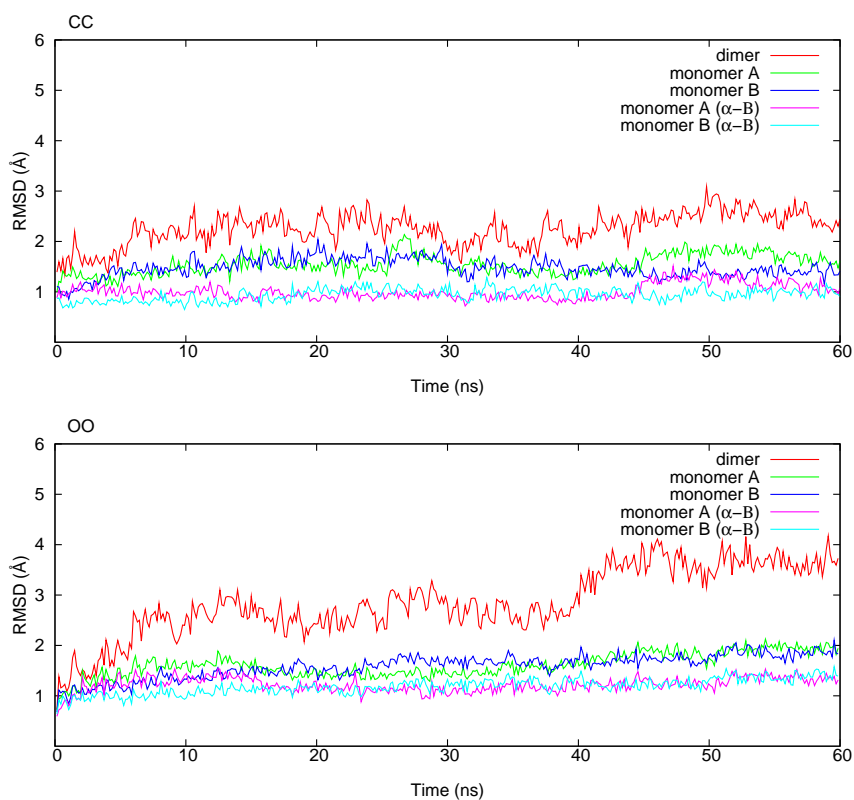 CC
6
5
4
3
2
1
RMSD (Å)
dimer
monomer A
monomer B
monomer A (α−B)
monomer B (α−B)
0 10 20 30 40 50 60
Time (ns)
OO
6
5
4
3
2
1
RMSD (Å)
dimer
monomer A
monomer B
monomer A (α−B)
monomer B (α−B)
0 10 20 30 40 50 60
Time (ns)